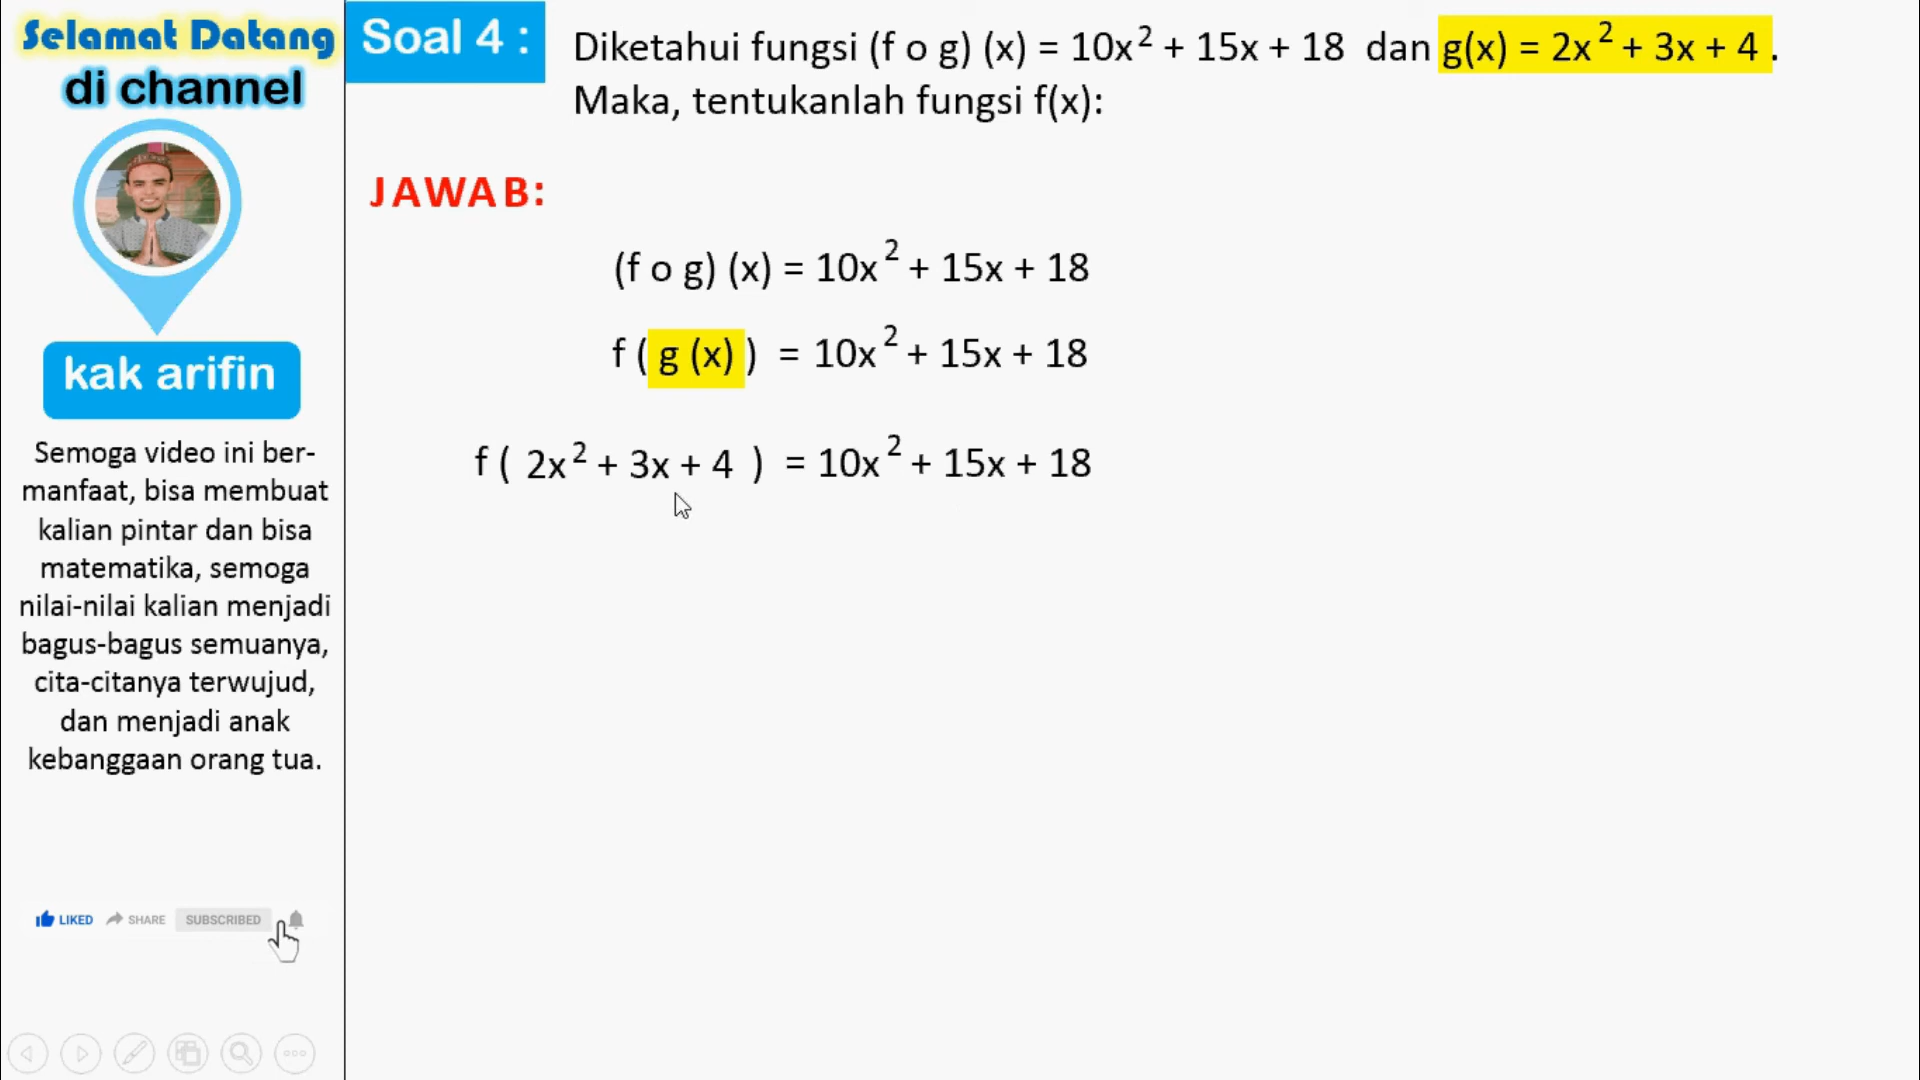 Selamat Datang
di channel
kak arifin
Semoga video ini ber-
manfaat, bisa membuat
kalian pintar dan bisa
matematika, semoga
nilai-nilai kalian menjadi
bagus-bagus semuanya,
cita-citanya terwujud,
dan menjadi anak
kebanggaan orang tua.
LIKED SHARE SUBSCRIBED
Soal 4 :
Diketahui fungsi (f o g) (x) = 10x² + 15x + 18 dan g(x) = 2x² + 3x + 4 .
Maka, tentukanlah fungsi f(x):
JAWAB:
(f o g) (x) = 10x² + 15x + 18
f ( g (x) ) = 10x² + 15x + 18
f ( 2x² + 3x + 4 ) = 10x² + 15x + 18